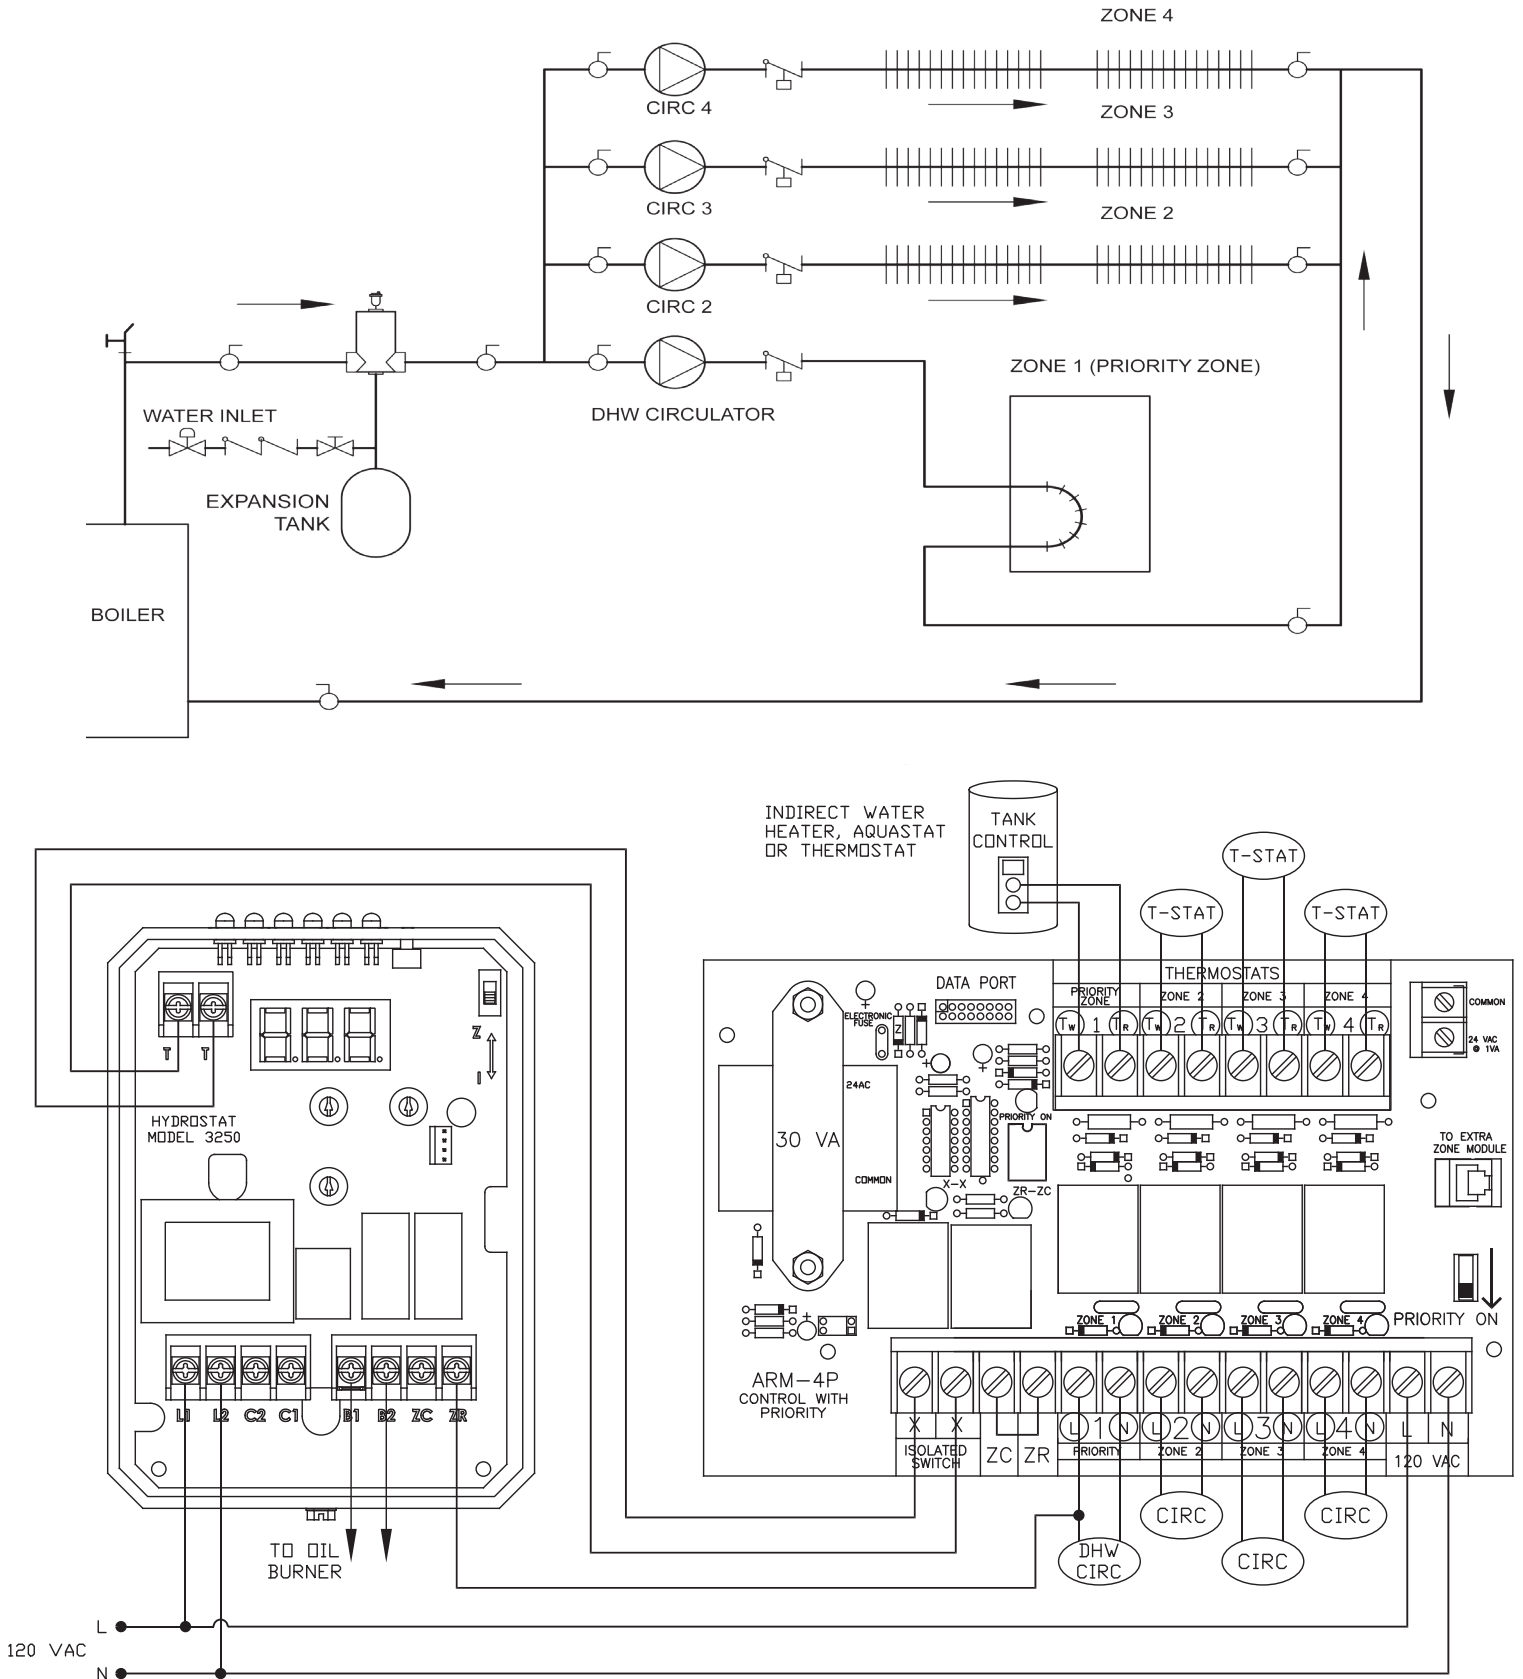 ZONE 4
CIRC 4
ZONE 3
CIRC 3
ZONE 2
CIRC 2
ZONE 1 (PRIORITY ZONE)
DHW CIRCULATOR
WATER INLET
EXPANSION
TANK
BOILER
INDIRECT WATER
HEATER, AQUASTAT
OR THERMOSTAT
TANK
CONTROL
T-STAT
T-STAT
T-STAT
THERMOSTATS
DATA PORT
PRIORITY
ZONE
ZONE 2
ZONE 3
ZONE 4
TW 1 TR TW 2 TR TW 3 TR TW 4 TR
COMMON
24 VAC
@ 1VA
ELECTRONIC
FUSE
Z
+
+
+
+
24AC
PRIORITY ON
30 VA
COMMON
X-X
ZR-ZC
TO EXTRA
ZONE MODULE
ZONE 1
ZONE 2
ZONE 3
ZONE 4
PRIORITY ON
ARM-4P
CONTROL WITH
PRIORITY
X X
ISOLATED
SWITCH
ZC ZR
L 1 N L 2 N L 3 N L 4 N L N
PRIORITY
ZONE 2
ZONE 3
ZONE 4
120 VAC
DHW
CIRC
CIRC
CIRC
CIRC
T T
8.8.8.
Z
I
HYDROSTAT
MODEL 3250
L1 L2 C2 C1 B1 B2 ZC ZR
TO OIL
BURNER
L
120 VAC
N